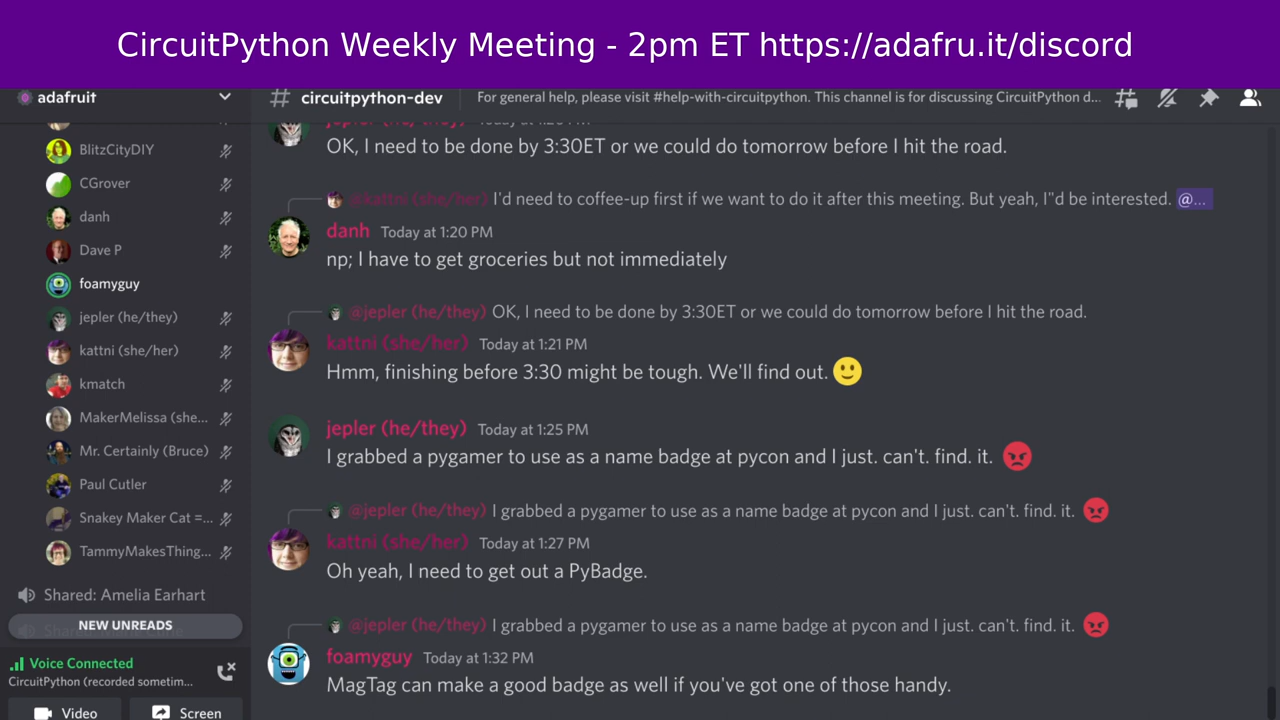 CircuitPython Weekly Meeting - 2pm ET https://adafru.it/discord
adafruit
BlitzCityDIY
CGrover
danh
Dave P
foamyguy
jepler (he/they)
kattni (she/her)
kmatch
MakerMelissa (she...
Mr. Certainly (Bruce)
Paul Cutler
Snakey Maker Cat =...
TammyMakesThing...
Shared: Amelia Earhart
NEW UNREADS
Voice Connected
CircuitPython (recorded sometim...
Video
Screen
# circuitpython-dev
For general help, please visit #help-with-circuitpython. This channel is for discussing CircuitPython d...
jepler (he/they)
OK, I need to be done by 3:30ET or we could do tomorrow before I hit the road.
@kattni (she/her) I'd need to coffee-up first if we want to do it after this meeting. But yeah, I"d be interested. @...
danh Today at 1:20 PM
np; I have to get groceries but not immediately
@jepler (he/they) OK, I need to be done by 3:30ET or we could do tomorrow before I hit the road.
kattni (she/her) Today at 1:21 PM
Hmm, finishing before 3:30 might be tough. We'll find out. 🙂
jepler (he/they) Today at 1:25 PM
I grabbed a pygamer to use as a name badge at pycon and I just. can't. find. it. 😡
@jepler (he/they) I grabbed a pygamer to use as a name badge at pycon and I just. can't. find. it. 😡
kattni (she/her) Today at 1:27 PM
Oh yeah, I need to get out a PyBadge.
@jepler (he/they) I grabbed a pygamer to use as a name badge at pycon and I just. can't. find. it. 😡
foamyguy Today at 1:32 PM
MagTag can make a good badge as well if you've got one of those handy.